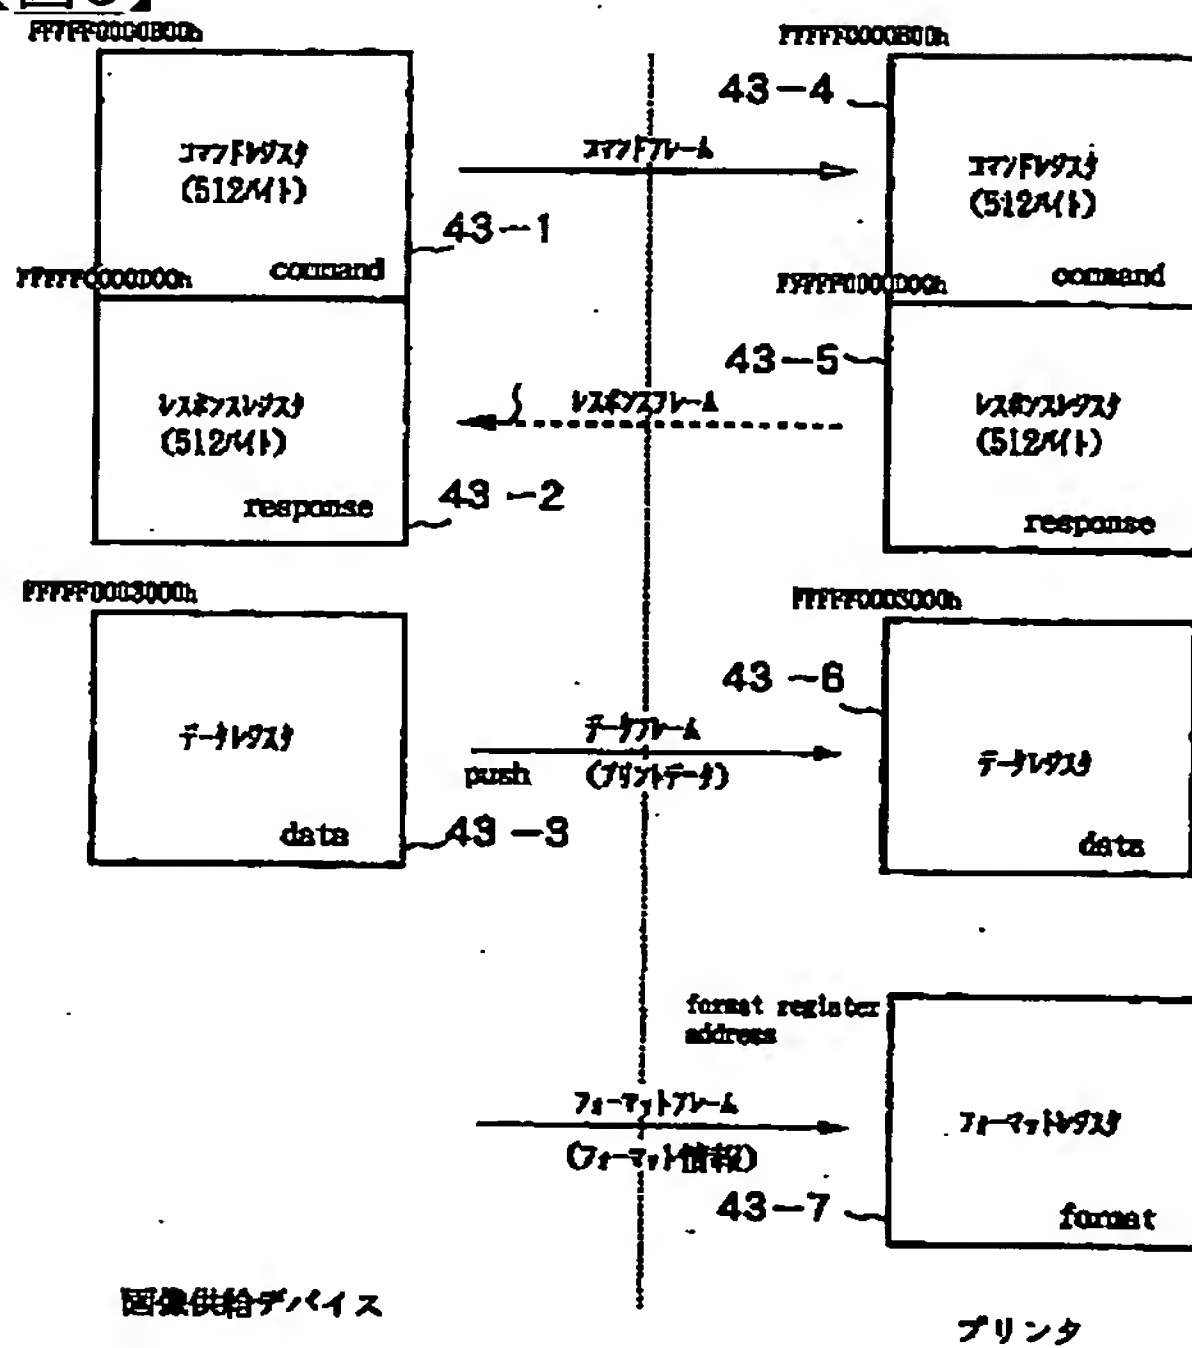 FFFFF0000B00h
コマンドレジスタ
(512バイト)
43-1
command
FFFFF0000D00h
レスポンスレジスタ
(512バイト)
43-2
response
FFFFF0003000h
データレジスタ
43-3
data
コマンドフレーム
レスポンスフレーム
データフレーム
push
(プリントデータ)
フォーマットフレーム
(フォーマット情報)
FFFFF0000B00h
43-4
コマンドレジスタ
(512バイト)
command
FFFFF0000D00h
43-5
レスポンスレジスタ
(512バイト)
response
FFFFF0003000h
43-6
データレジスタ
data
format register
address
フォーマットレジスタ
43-7
format
画像供給デバイス
プリンタ